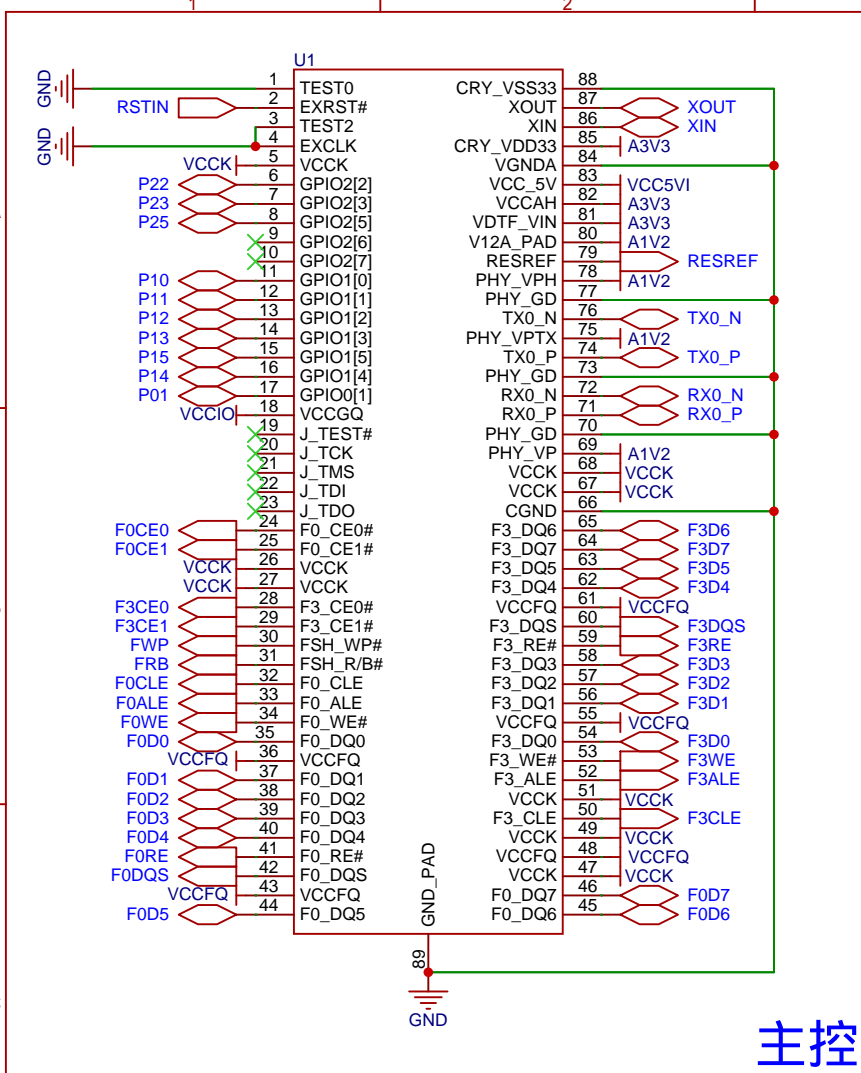 1 2
U1
GND 1 TEST0 CRY_VSS33 88
RSTIN 2 EXRST# XOUT 87 XOUT
3 TEST2 XIN 86 XIN
GND 4 EXCLK CRY_VDD33 85 A3V3
VCCK 5 VCCK VGNDA 84
P22 6 GPIO2[2] VCC_5V 83 VCC5VI
P23 7 GPIO2[3] VCCAH 82 A3V3
P25 8 GPIO2[5] VDTF_VIN 81 A3V3
9 GPIO2[6] V12A_PAD 80 A1V2
10 GPIO2[7] RESREF 79 RESREF
P10 11 GPIO1[0] PHY_VPH 78 A1V2
P11 12 GPIO1[1] PHY_GD 77
P12 13 GPIO1[2] TX0_N 76 TX0_N
P13 14 GPIO1[3] PHY_VPTX 75 A1V2
P15 15 GPIO1[5] TX0_P 74 TX0_P
P14 16 GPIO1[4] PHY_GD 73
P01 17 GPIO0[1] RX0_N 72 RX0_N
VCCIO 18 VCCGQ RX0_P 71 RX0_P
19 J_TEST# PHY_GD 70
20 J_TCK PHY_VP 69 A1V2
21 J_TMS VCCK 68 VCCK
22 J_TDI VCCK 67 VCCK
23 J_TDO CGND 66
F0CE0 24 F0_CE0# F3_DQ6 65 F3D6
F0CE1 25 F0_CE1# F3_DQ7 64 F3D7
VCCK 26 VCCK F3_DQ5 63 F3D5
VCCK 27 VCCK F3_DQ4 62 F3D4
F3CE0 28 F3_CE0# VCCFQ 61 VCCFQ
F3CE1 29 F3_CE1# F3_DQS 60 F3DQS
FWP 30 FSH_WP# F3_RE# 59 F3RE
FRB 31 FSH_R/B# F3_DQ3 58 F3D3
F0CLE 32 F0_CLE F3_DQ2 57 F3D2
F0ALE 33 F0_ALE F3_DQ1 56 F3D1
F0WE 34 F0_WE# VCCFQ 55 VCCFQ
F0D0 35 F0_DQ0 F3_DQ0 54 F3D0
VCCFQ 36 VCCFQ F3_WE# 53 F3WE
F0D1 37 F0_DQ1 F3_ALE 52 F3ALE
F0D2 38 F0_DQ2 VCCK 51 VCCK
F0D3 39 F0_DQ3 F3_CLE 50 F3CLE
F0D4 40 F0_DQ4 VCCK 49 VCCK
F0RE 41 F0_RE# VCCFQ 48 VCCFQ
F0DQS 42 F0_DQS VCCK 47 VCCK
VCCFQ 43 VCCFQ F0_DQ7 46 F0D7
F0D5 44 F0_DQ5 F0_DQ6 45 F0D6
GND_PAD
89
GND
主控